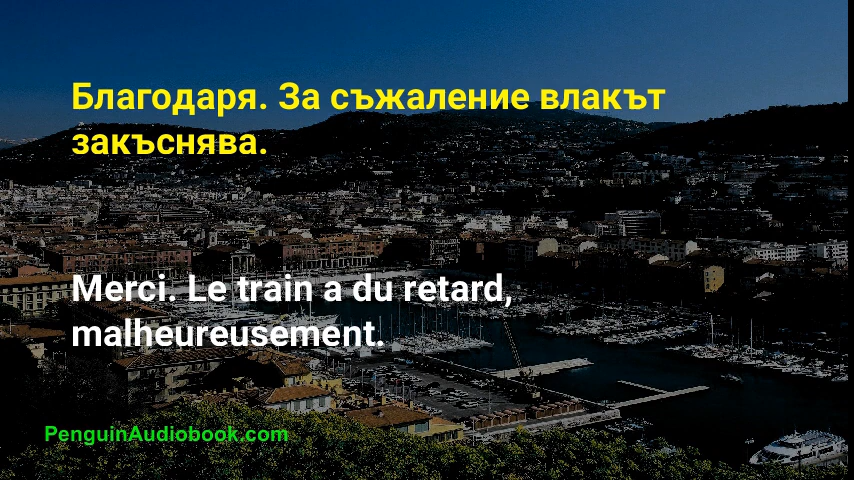 Благодаря. За съжаление влакът
закъснява.
Merci. Le train a du retard,
malheureusement.
PenguinAudiobook.com